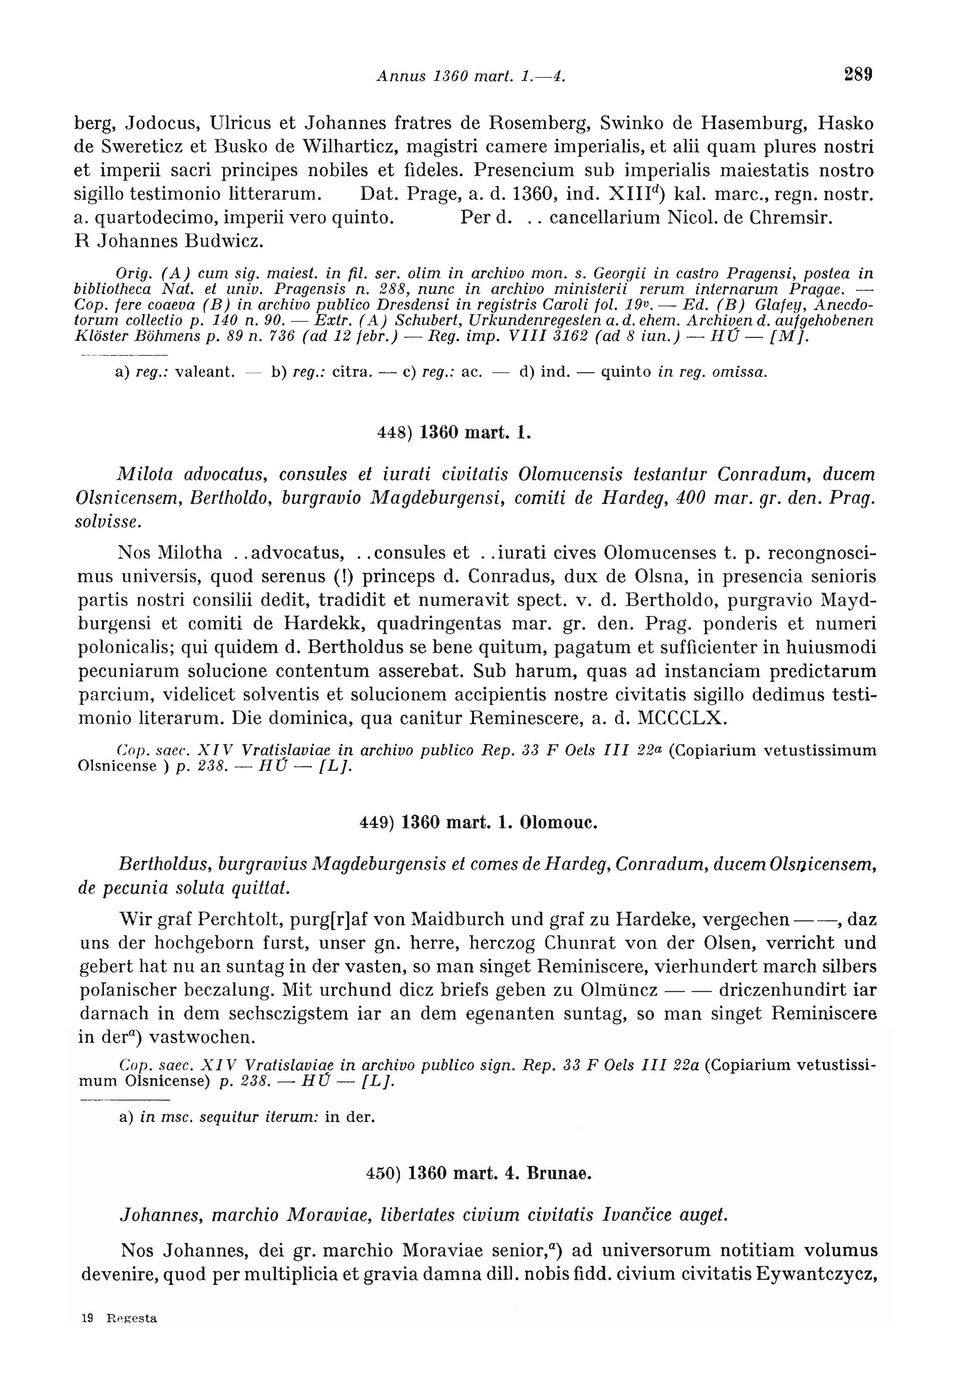 Annus 1360 mart. 1.—4. 289
berg, Jodocus, Ulricus et Johannes fratres de Rosemberg, Swinko de Hasemburg, Hasko
de Swereticz et Busko de Wilharticz, magistri camere imperialis, et alii quam plures nostri
et imperii sacri principes nobiles et fideles. Presencium sub imperialis maiestatis nostro
sigillo testimonio litterarum. Dat. Prage, a. d. 1360, ind. XIII d) kal. marc., regn. nostr.
a. quartodecimo, imperii vero quinto. Per d. . . cancellarium Nicol. de Chremsir.
R Johannes Budwicz.
Orig. (A) cum sig. maiest. in fil. ser. olim in archivo mon. s. Georgii in castro Pragensi, postea in
bibliotheca Nat. et univ. Pragensis n. 288, nunc in archivo ministerii rerum internarum Pragae. —
Cop. fere coaeva (B) in archivo publico Dresdensi in registris Caroli fol. 19v. — Ed. (B) Glafey, Anecdo-
torum collectio p. 140 n. 90. — Extr. (A) Schubert, Urkundenregesten a. d. ehem. Archiven d. aufgehobenen
Klöster Böhmens p. 89 n. 736 (ad 12 febr.) — Reg. imp. VIII 3162 (ad 8 iun.) — HÚ — [M].
a) reg.: valeant. — b) reg.: citra. — c) reg.: ac. — d) ind. — quinto in reg. omissa.
448) 1360 mart. 1.
Milota advocatus, consules et iurati civitatis Olomucensis testantur Conradum, ducem
Olsnicensem, Bertholdo, burgravio Magdeburgensi, comiti de Hardeg, 400 mar. gr. den. Prag.
solvisse.
Nos Milotha . . advocatus, . . consules et . . iurati cives Olomucenses t. p. recongnosci-
mus universis, quod serenus (!) princeps d. Conradus, dux de Olsna, in presencia senioris
partis nostri consilii dedit, tradidit et numeravit spect. v. d. Bertholdo, purgravio Mayd-
burgensi et comiti de Hardekk, quadringentas mar. gr. den. Prag. ponderis et numeri
polonicalis; qui quidem d. Bertholdus se bene quitum, pagatum et sufficienter in huiusmodi
pecuniarum solucione contentum asserebat. Sub harum, quas ad instanciam predictarum
parcium, videlicet solventis et solucionem accipientis nostre civitatis sigillo dedimus testi-
monio literarum. Die dominica, qua canitur Reminescere, a. d. MCCCLX.
Cop. saec. XIV Vratislaviae in archivo publico Rep. 33 F Oels III 22a (Copiarium vetustissimum
Olsnicense ) p. 238. — HÚ — [L].
449) 1360 mart. 1. Olomouc.
Bertholdus, burgravius Magdeburgensis et comes de Hardeg, Conradum, ducem Olsnicensem,
de pecunia soluta quittat.
Wir graf Perchtolt, purg[r]af von Maidburch und graf zu Hardeke, vergechen — —, daz
uns der hochgeborn furst, unser gn. herre, herczog Chunrat von der Olsen, verricht und
gebert hat nu an suntag in der vasten, so man singet Reminiscere, vierhundert march silbers
polanischer beczalung. Mit urchund dicz briefs geben zu Olmüncz — — driczenhundirt iar
darnach in dem sechsczigstem iar an dem egenanten suntag, so man singet Reminiscere
in der a) vastwochen.
Cop. saec. XIV Vratislaviae in archivo publico sign. Rep. 33 F Oels III 22a (Copiarium vetustissi-
mum Olsnicense) p. 238. — HÚ — [L].
a) in msc. sequitur iterum: in der.
450) 1360 mart. 4. Brunae.
Johannes, marchio Moraviae, libertates civium civitatis Ivančice auget.
Nos Johannes, dei gr. marchio Moraviae senior, a) ad universorum notitiam volumus
devenire, quod per multiplicia et gravia damna dill. nobis fidd. civium civitatis Eywantczycz,
19 Regesta